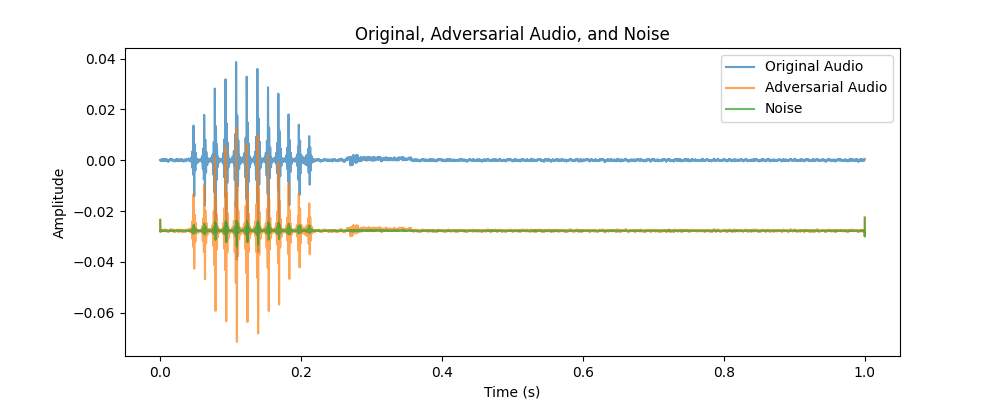 Original, Adversarial Audio, and Noise
Original Audio
Adversarial Audio
Noise
Amplitude
0.04
0.02
0.00
−0.02
−0.04
−0.06
0.0 0.2 0.4 0.6 0.8 1.0
Time (s)